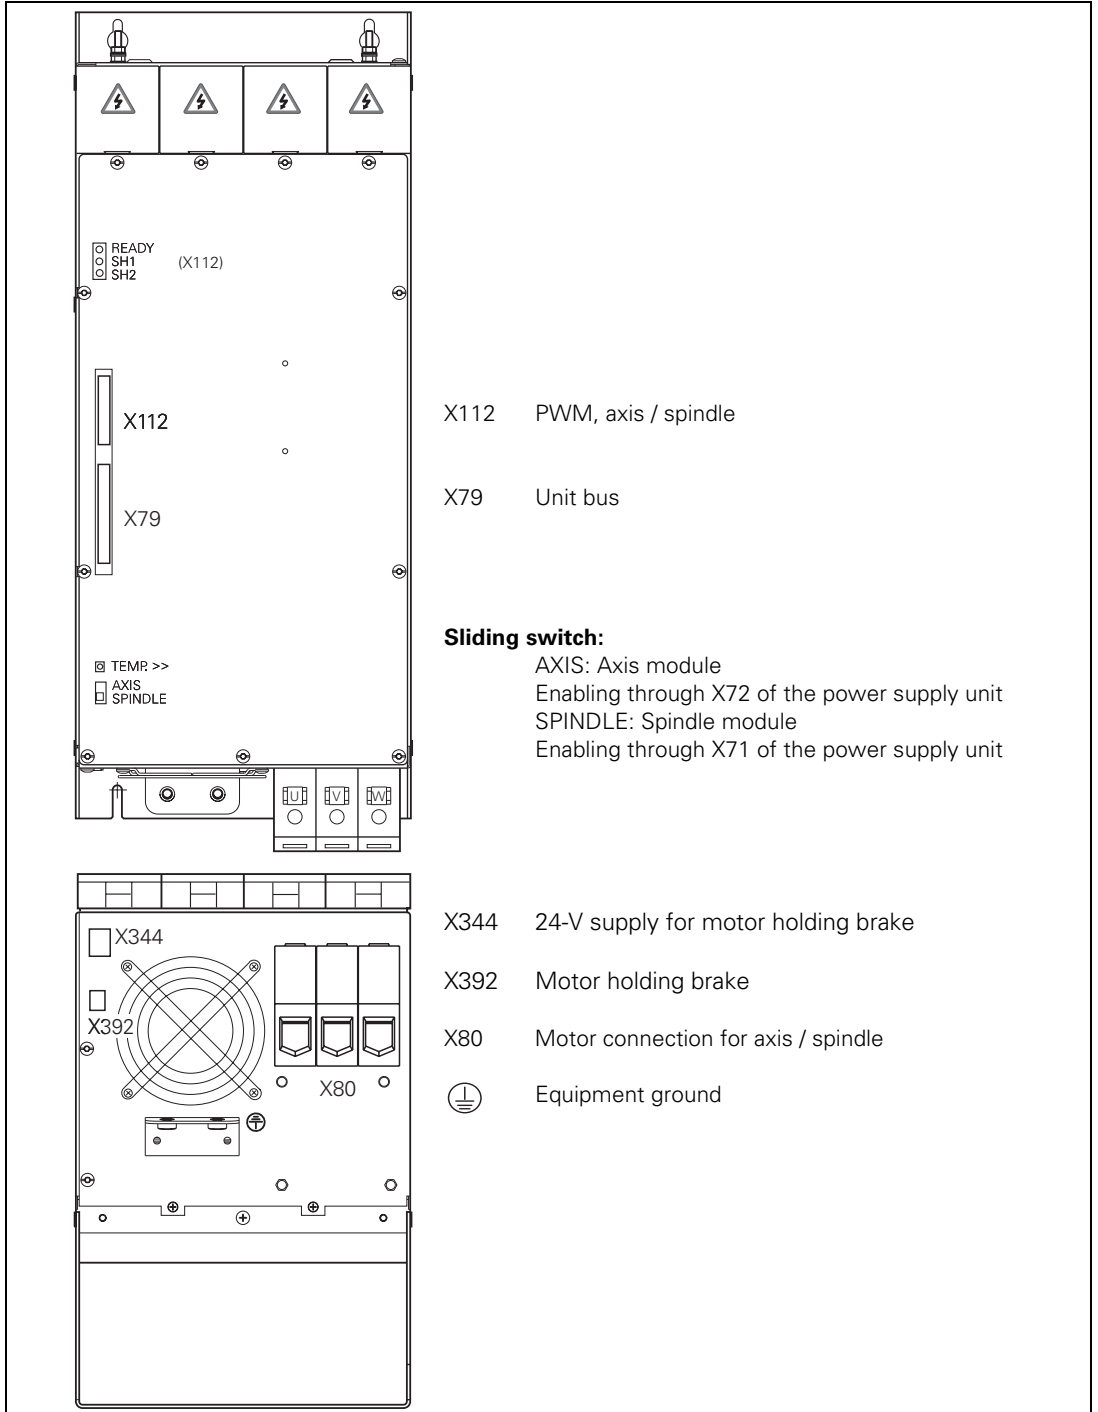 READY
SH1 (X112)
SH2
X112
X112 PWM, axis / spindle
X79
X79 Unit bus
Sliding switch:
AXIS: Axis module
Enabling through X72 of the power supply unit
SPINDLE: Spindle module
Enabling through X71 of the power supply unit
TEMP. >>
AXIS
SPINDLE
U V W
X344
X344 24-V supply for motor holding brake
X392
X392 Motor holding brake
X80
X80 Motor connection for axis / spindle
Equipment ground